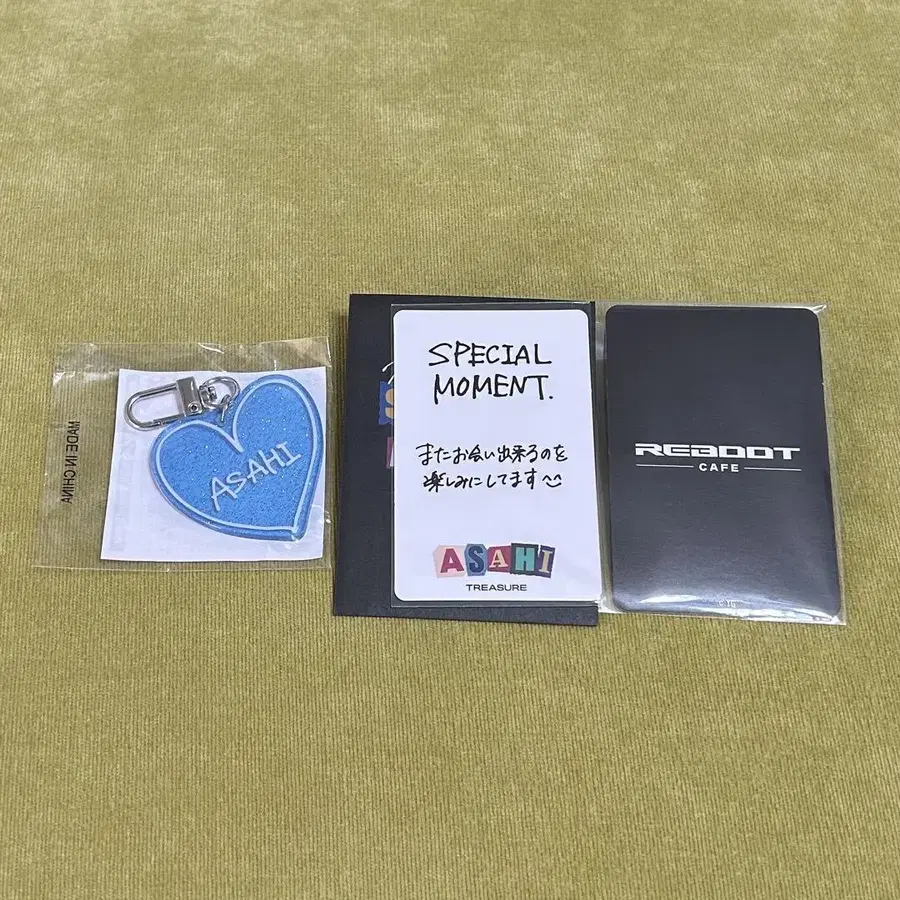 MADE IN CHINA
ASAHI
SPECIAL
MOMENT.
またお会い出来るのを
楽しみにしてます
ASAHI
TREASURE
REBOOT
CAFE